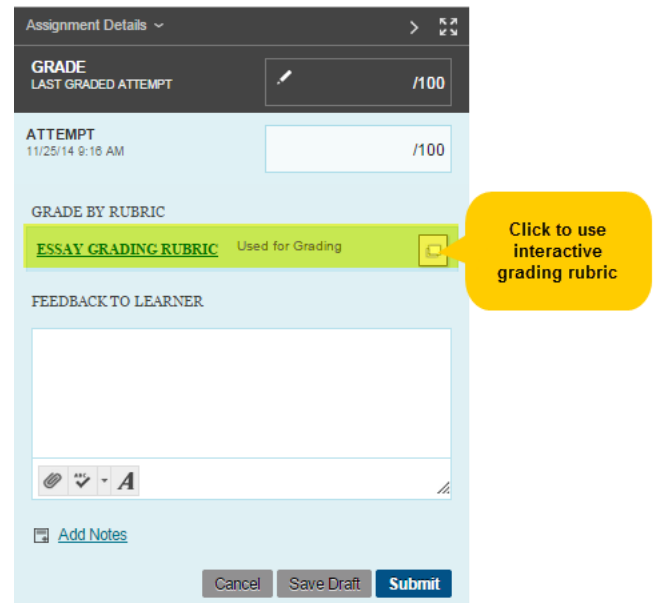 Assignment Details
GRADE
LAST GRADED ATTEMPT
/100
ATTEMPT
11/25/14 9:16 AM
/100
GRADE BY RUBRIC
ESSAY GRADING RUBRIC Used for Grading
Click to use
interactive
grading rubric
FEEDBACK TO LEARNER
ABC
A
Add Notes
Cancel Save Draft Submit